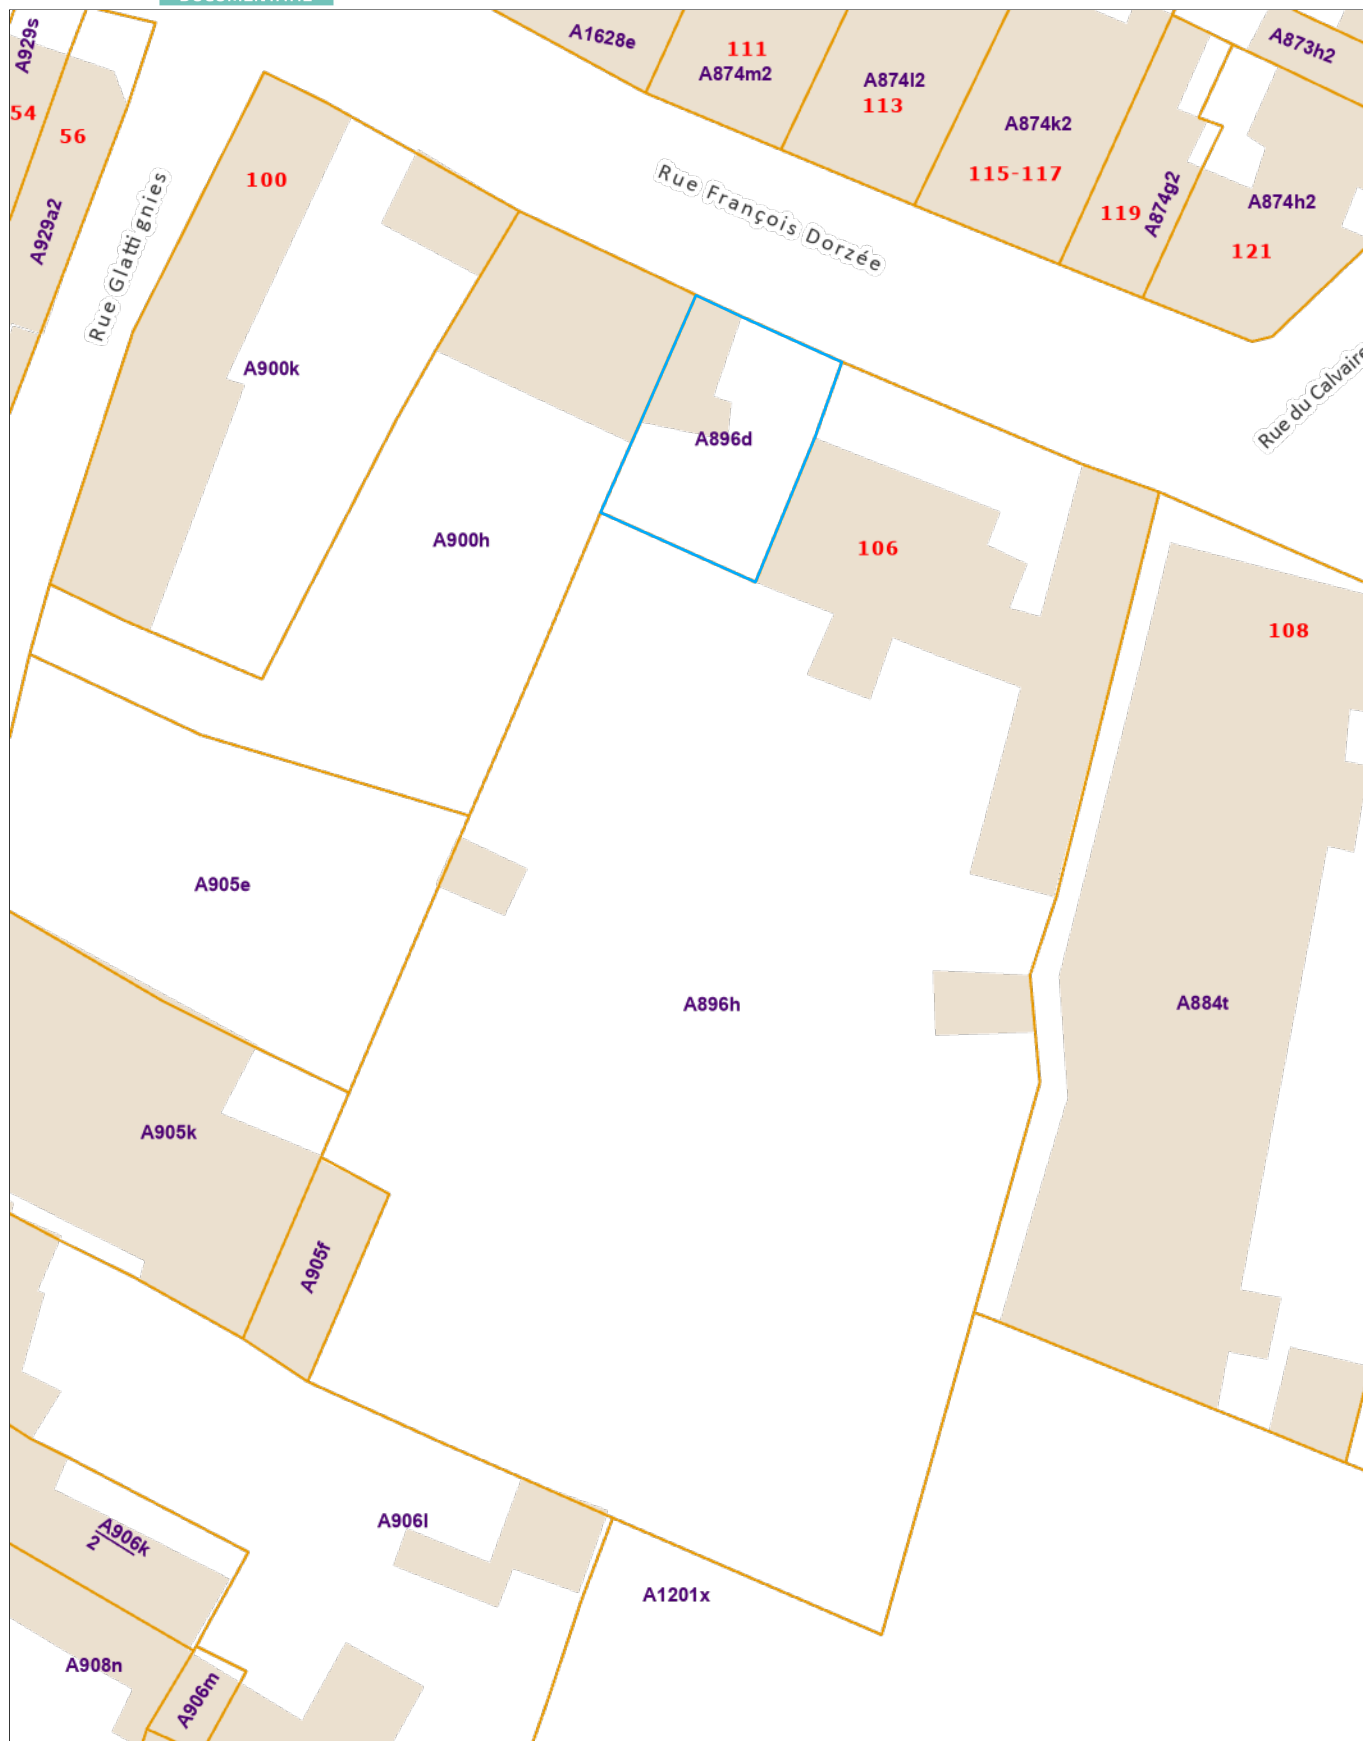 A929s
A1628e
111
A874m2
A874l2
113
A873h2
54
56
A874k2
100
115-117
Rue François Dorzée
119
A874g2
A874h2
A929a2
Rue Glattignies
121
A900k
Rue du Calvaire
A896d
A900h
106
108
A905e
A896h
A884t
A905k
A905f
A906l
A906k
2
A1201x
A908n
A906m